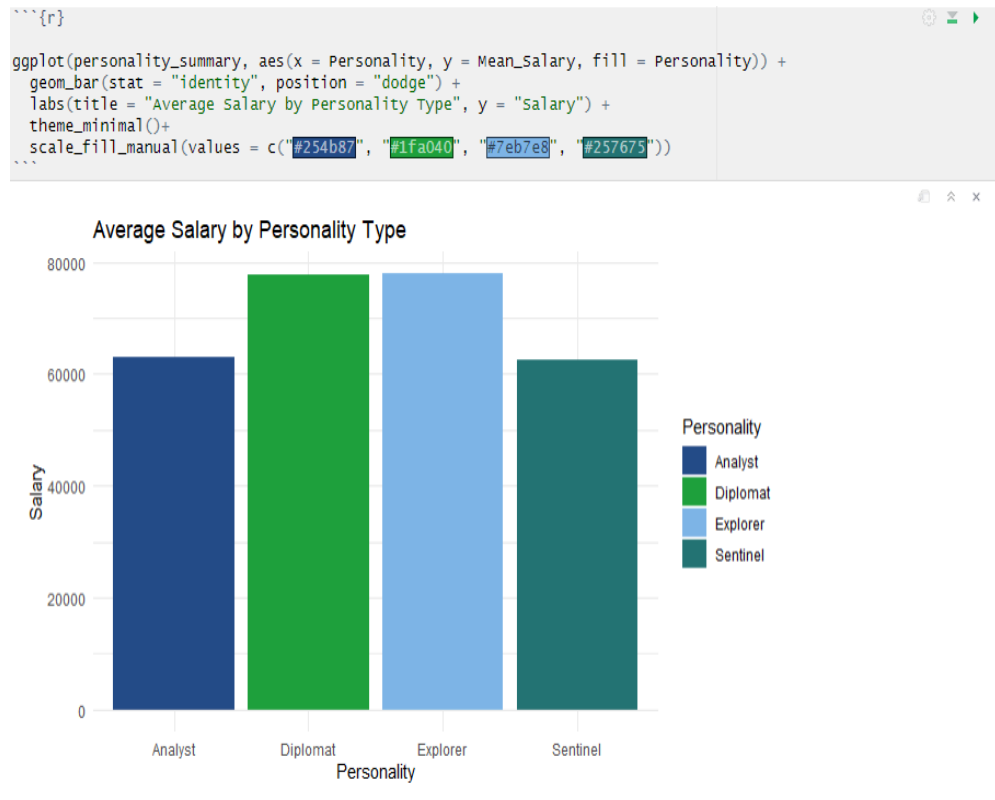 ```{r}
ggplot(personality_summary, aes(x = Personality, y = Mean_Salary, fill = Personality)) +
  geom_bar(stat = "identity", position = "dodge") +
  labs(title = "Average Salary by Personality Type", y = "Salary") +
  theme_minimal()+
  scale_fill_manual(values = c("#254b87", "#1fa040", "#7eb7e8", "#257675"))
```
Average Salary by Personality Type
80000
60000
40000
20000
0
Salary
Analyst Diplomat Explorer Sentinel
Personality
Personality
Analyst
Diplomat
Explorer
Sentinel